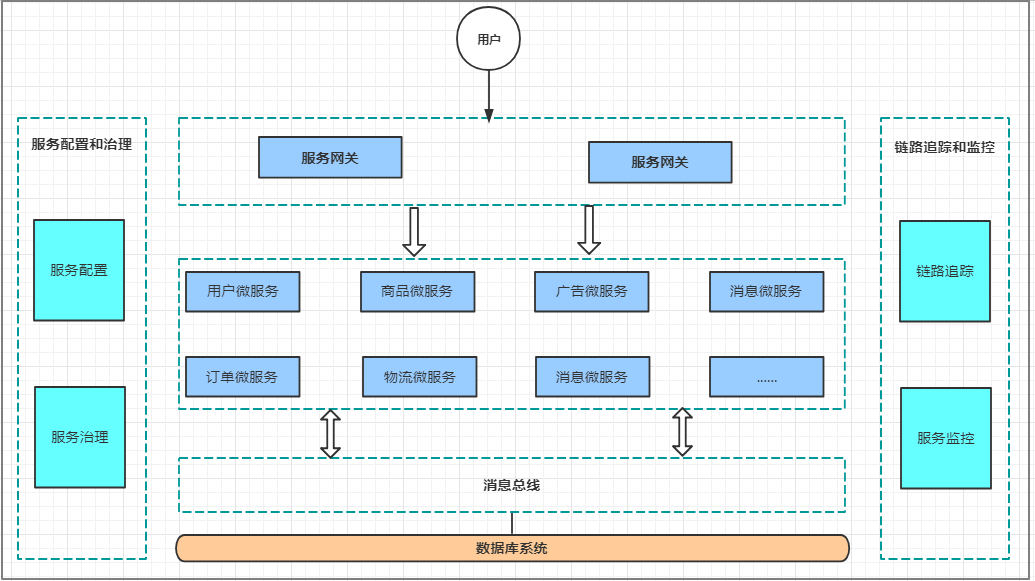 用户
服务配置和治理
服务网关
服务网关
链路追踪和监控
服务配置
链路追踪
用户微服务
商品微服务
广告微服务
消息微服务
订单微服务
物流微服务
消息微服务
......
服务治理
服务监控
消息总线
数据库系统